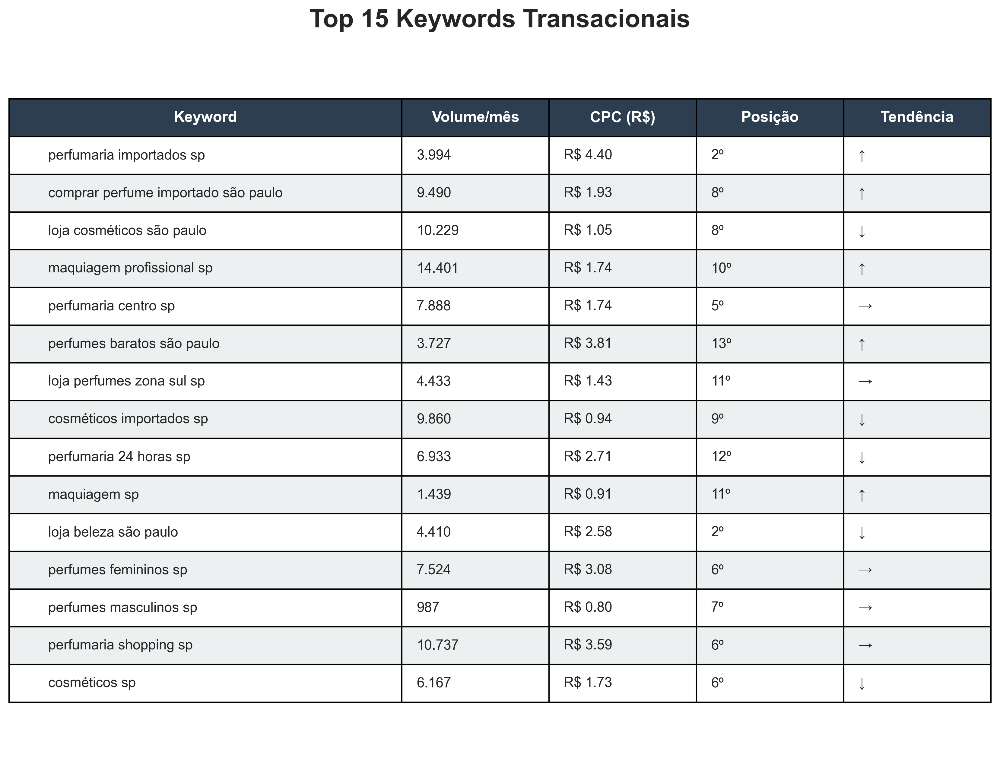 Top 15 Keywords Transacionais
Keyword Volume/mês CPC (R$) Posição Tendência
perfumaria importados sp 3.994 R$ 4.40 2º ↑
comprar perfume importado são paulo 9.490 R$ 1.93 8º ↑
loja cosméticos são paulo 10.229 R$ 1.05 8º ↓
maquiagem profissional sp 14.401 R$ 1.74 10º ↑
perfumaria centro sp 7.888 R$ 1.74 5º →
perfumes baratos são paulo 3.727 R$ 3.81 13º ↑
loja perfumes zona sul sp 4.433 R$ 1.43 11º →
cosméticos importados sp 9.860 R$ 0.94 9º ↓
perfumaria 24 horas sp 6.933 R$ 2.71 12º ↓
maquiagem sp 1.439 R$ 0.91 11º ↑
loja beleza são paulo 4.410 R$ 2.58 2º ↓
perfumes femininos sp 7.524 R$ 3.08 6º →
perfumes masculinos sp 987 R$ 0.80 7º →
perfumaria shopping sp 10.737 R$ 3.59 6º →
cosméticos sp 6.167 R$ 1.73 6º ↓